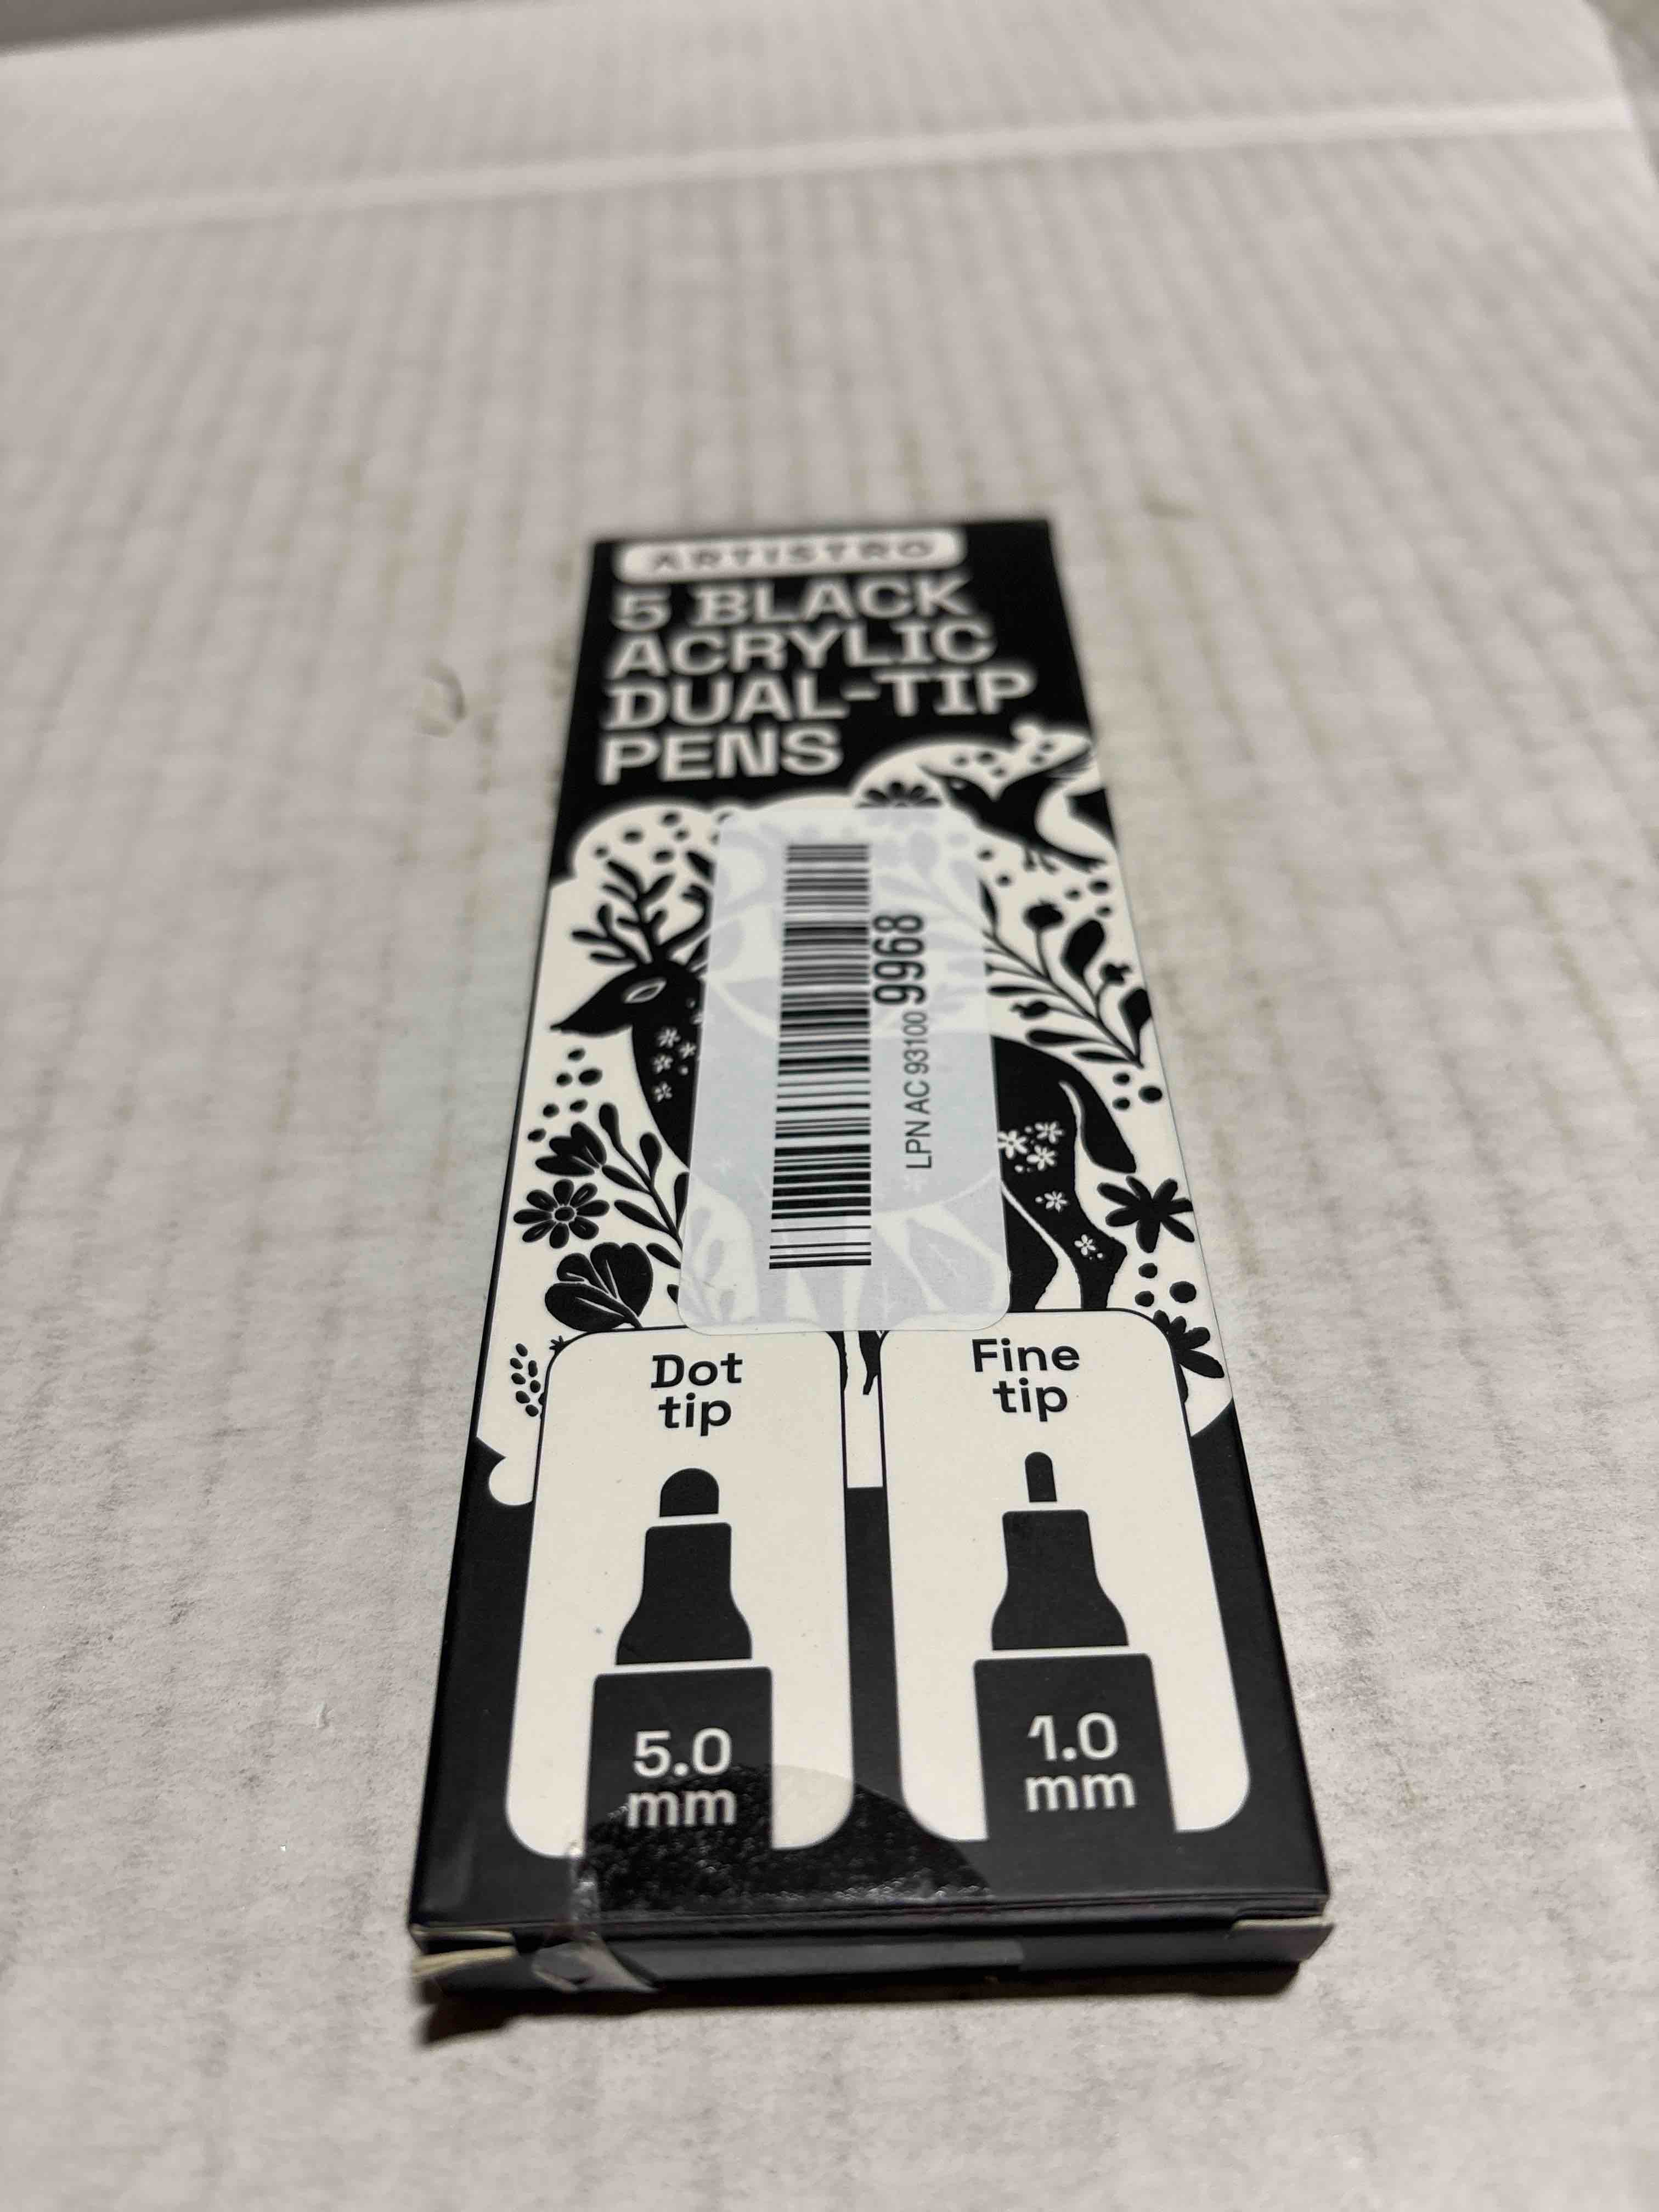 ARTISTRO
5 BLACK
ACRYLIC
DUAL-TIP
PENS
LPN AC 93100 9968
Dot
tip
5.0
mm
Fine
tip
1.0
mm